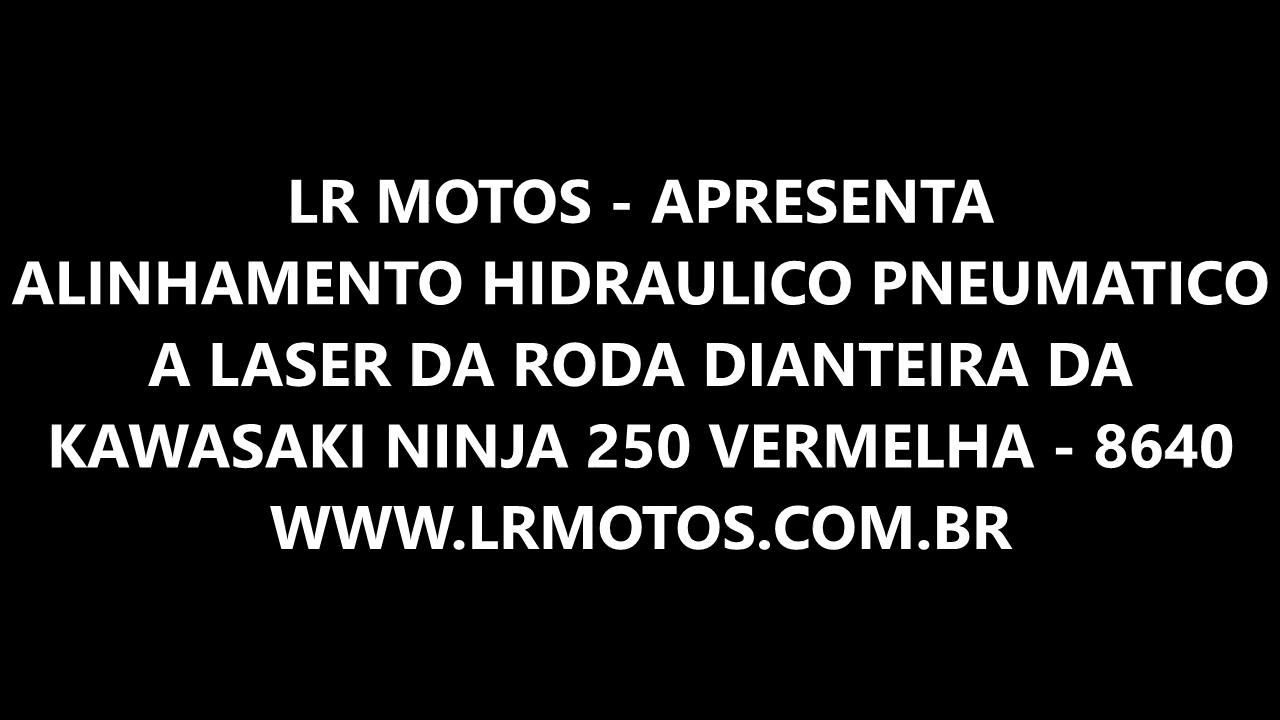 LR MOTOS - APRESENTA
ALINHAMENTO HIDRAULICO PNEUMATICO
A LASER DA RODA DIANTEIRA DA
KAWASAKI NINJA 250 VERMELHA - 8640
WWW.LRMOTOS.COM.BR